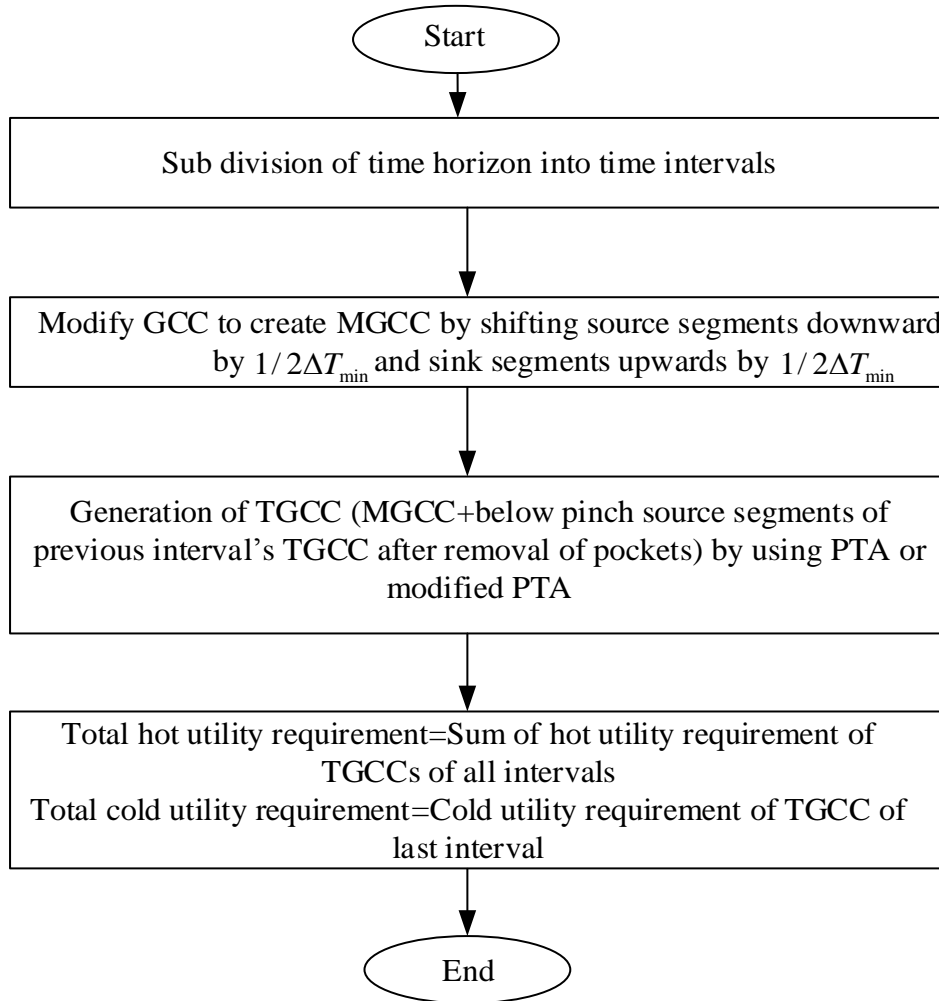 Start
Sub division of time horizon into time intervals
Modify GCC to create MGCC by shifting source segments downward
by 1/2ΔT_min and sink segments upwards by 1/2ΔT_min
Generation of TGCC (MGCC+below pinch source segments of
previous interval's TGCC after removal of pockets) by using PTA or
modified PTA
Total hot utility requirement=Sum of hot utility requirement of
TGCCs of all intervals
Total cold utility requirement=Cold utility requirement of TGCC of
last interval
End